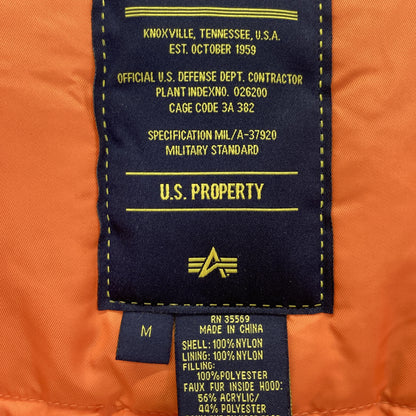 KNOXVILLE, TENNESSEE, U.S.A.
EST. OCTOBER 1959
OFFICIAL U.S. DEFENSE DEPT. CONTRACTOR
PLANT INDEXNO. 026200
CAGE CODE 3A 382
SPECIFICATION MIL/A-37920
MILITARY STANDARD
U.S. PROPERTY
M
RN 35569
MADE IN CHINA
SHELL: 100%NYLON
LINING: 100%NYLON
FILLING:
100%POLYESTER
FAUX FUR INSIDE HOOD:
56% ACRYLIC/
44% POLYESTER